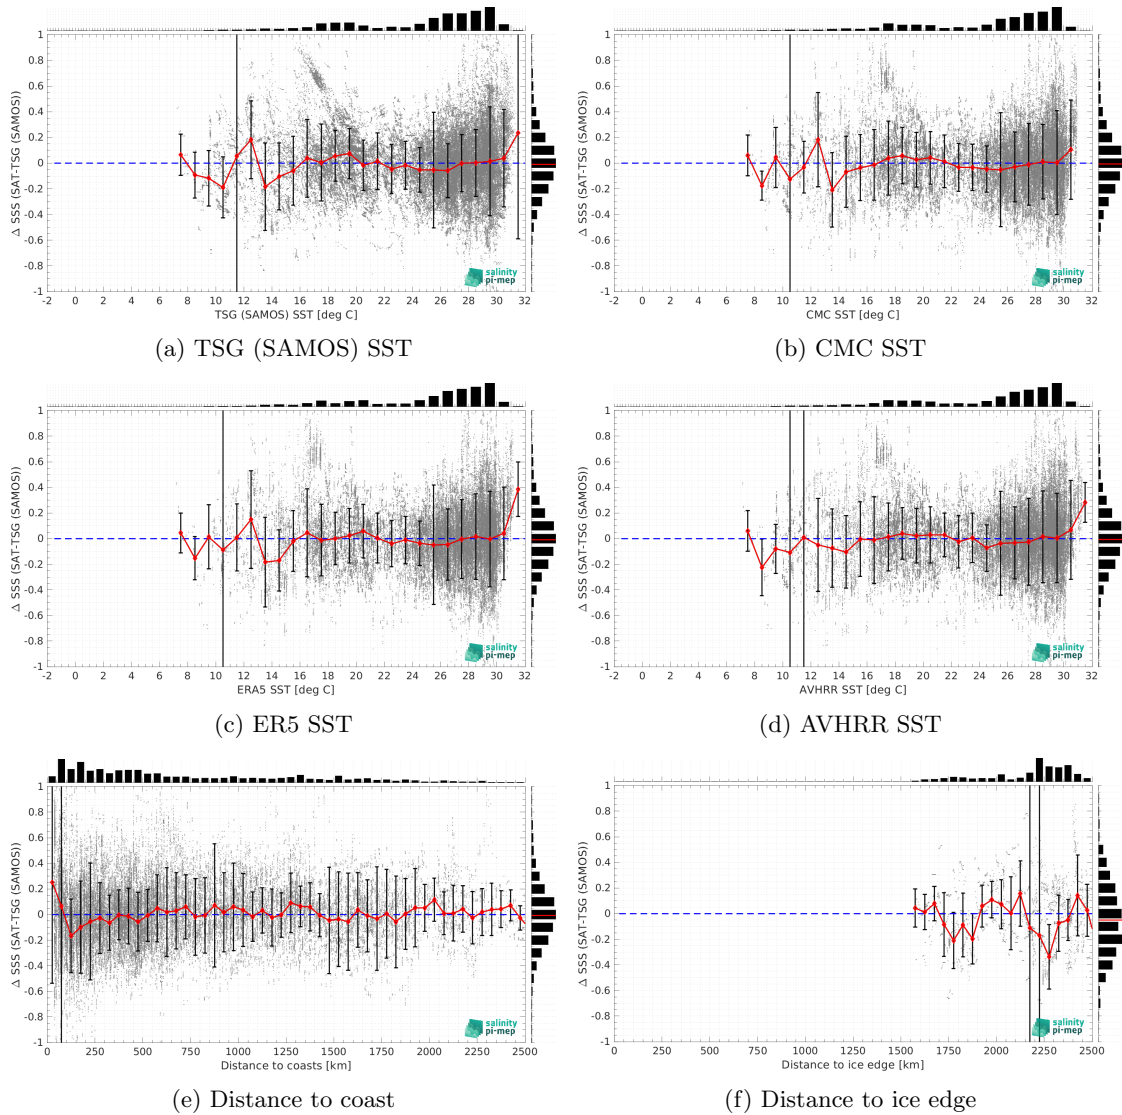 1
0.8
0.6
0.4
0.2
0
-0.2
-0.4
-0.6
-0.8
-1
Δ SSS (SAT-TSG (SAMOS))
-2 0 2 4 6 8 10 12 14 16 18 20 22 24 26 28 30 32
TSG (SAMOS) SST [deg C]
salinity
pi-mep
(a) TSG (SAMOS) SST
1
0.8
0.6
0.4
0.2
0
-0.2
-0.4
-0.6
-0.8
-1
Δ SSS (SAT-TSG (SAMOS))
-2 0 2 4 6 8 10 12 14 16 18 20 22 24 26 28 30 32
CMC SST [deg C]
salinity
pi-mep
(b) CMC SST
1
0.8
0.6
0.4
0.2
0
-0.2
-0.4
-0.6
-0.8
-1
Δ SSS (SAT-TSG (SAMOS))
-2 0 2 4 6 8 10 12 14 16 18 20 22 24 26 28 30 32
ERA5 SST [deg C]
salinity
pi-mep
(c) ER5 SST
1
0.8
0.6
0.4
0.2
0
-0.2
-0.4
-0.6
-0.8
-1
Δ SSS (SAT-TSG (SAMOS))
-2 0 2 4 6 8 10 12 14 16 18 20 22 24 26 28 30 32
AVHRR SST [deg C]
salinity
pi-mep
(d) AVHRR SST
1
0.8
0.6
0.4
0.2
0
-0.2
-0.4
-0.6
-0.8
-1
Δ SSS (SAT-TSG (SAMOS))
0 250 500 750 1000 1250 1500 1750 2000 2250 2500
Distance to coasts [km]
salinity
pi-mep
(e) Distance to coast
1
0.8
0.6
0.4
0.2
0
-0.2
-0.4
-0.6
-0.8
-1
Δ SSS (SAT-TSG (SAMOS))
0 250 500 750 1000 1250 1500 1750 2000 2250 2500
Distance to ice edge [km]
salinity
pi-mep
(f) Distance to ice edge